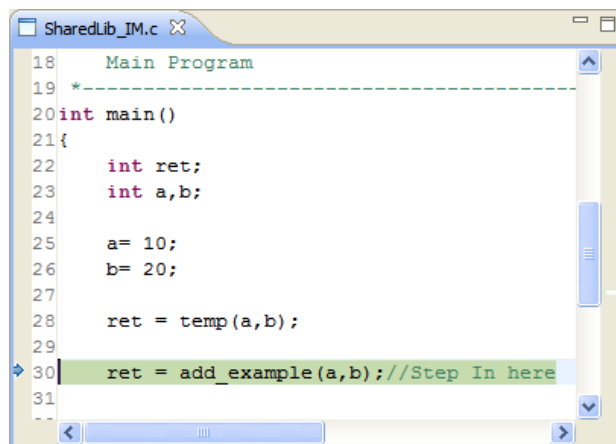 SharedLib_IM.c
18 Main Program
19 *------------------------------------------
20 int main()
21 {
22 int ret;
23 int a,b;
24
25 a= 10;
26 b= 20;
27
28 ret = temp(a,b);
29
30 ret = add_example(a,b);//Step In here
31